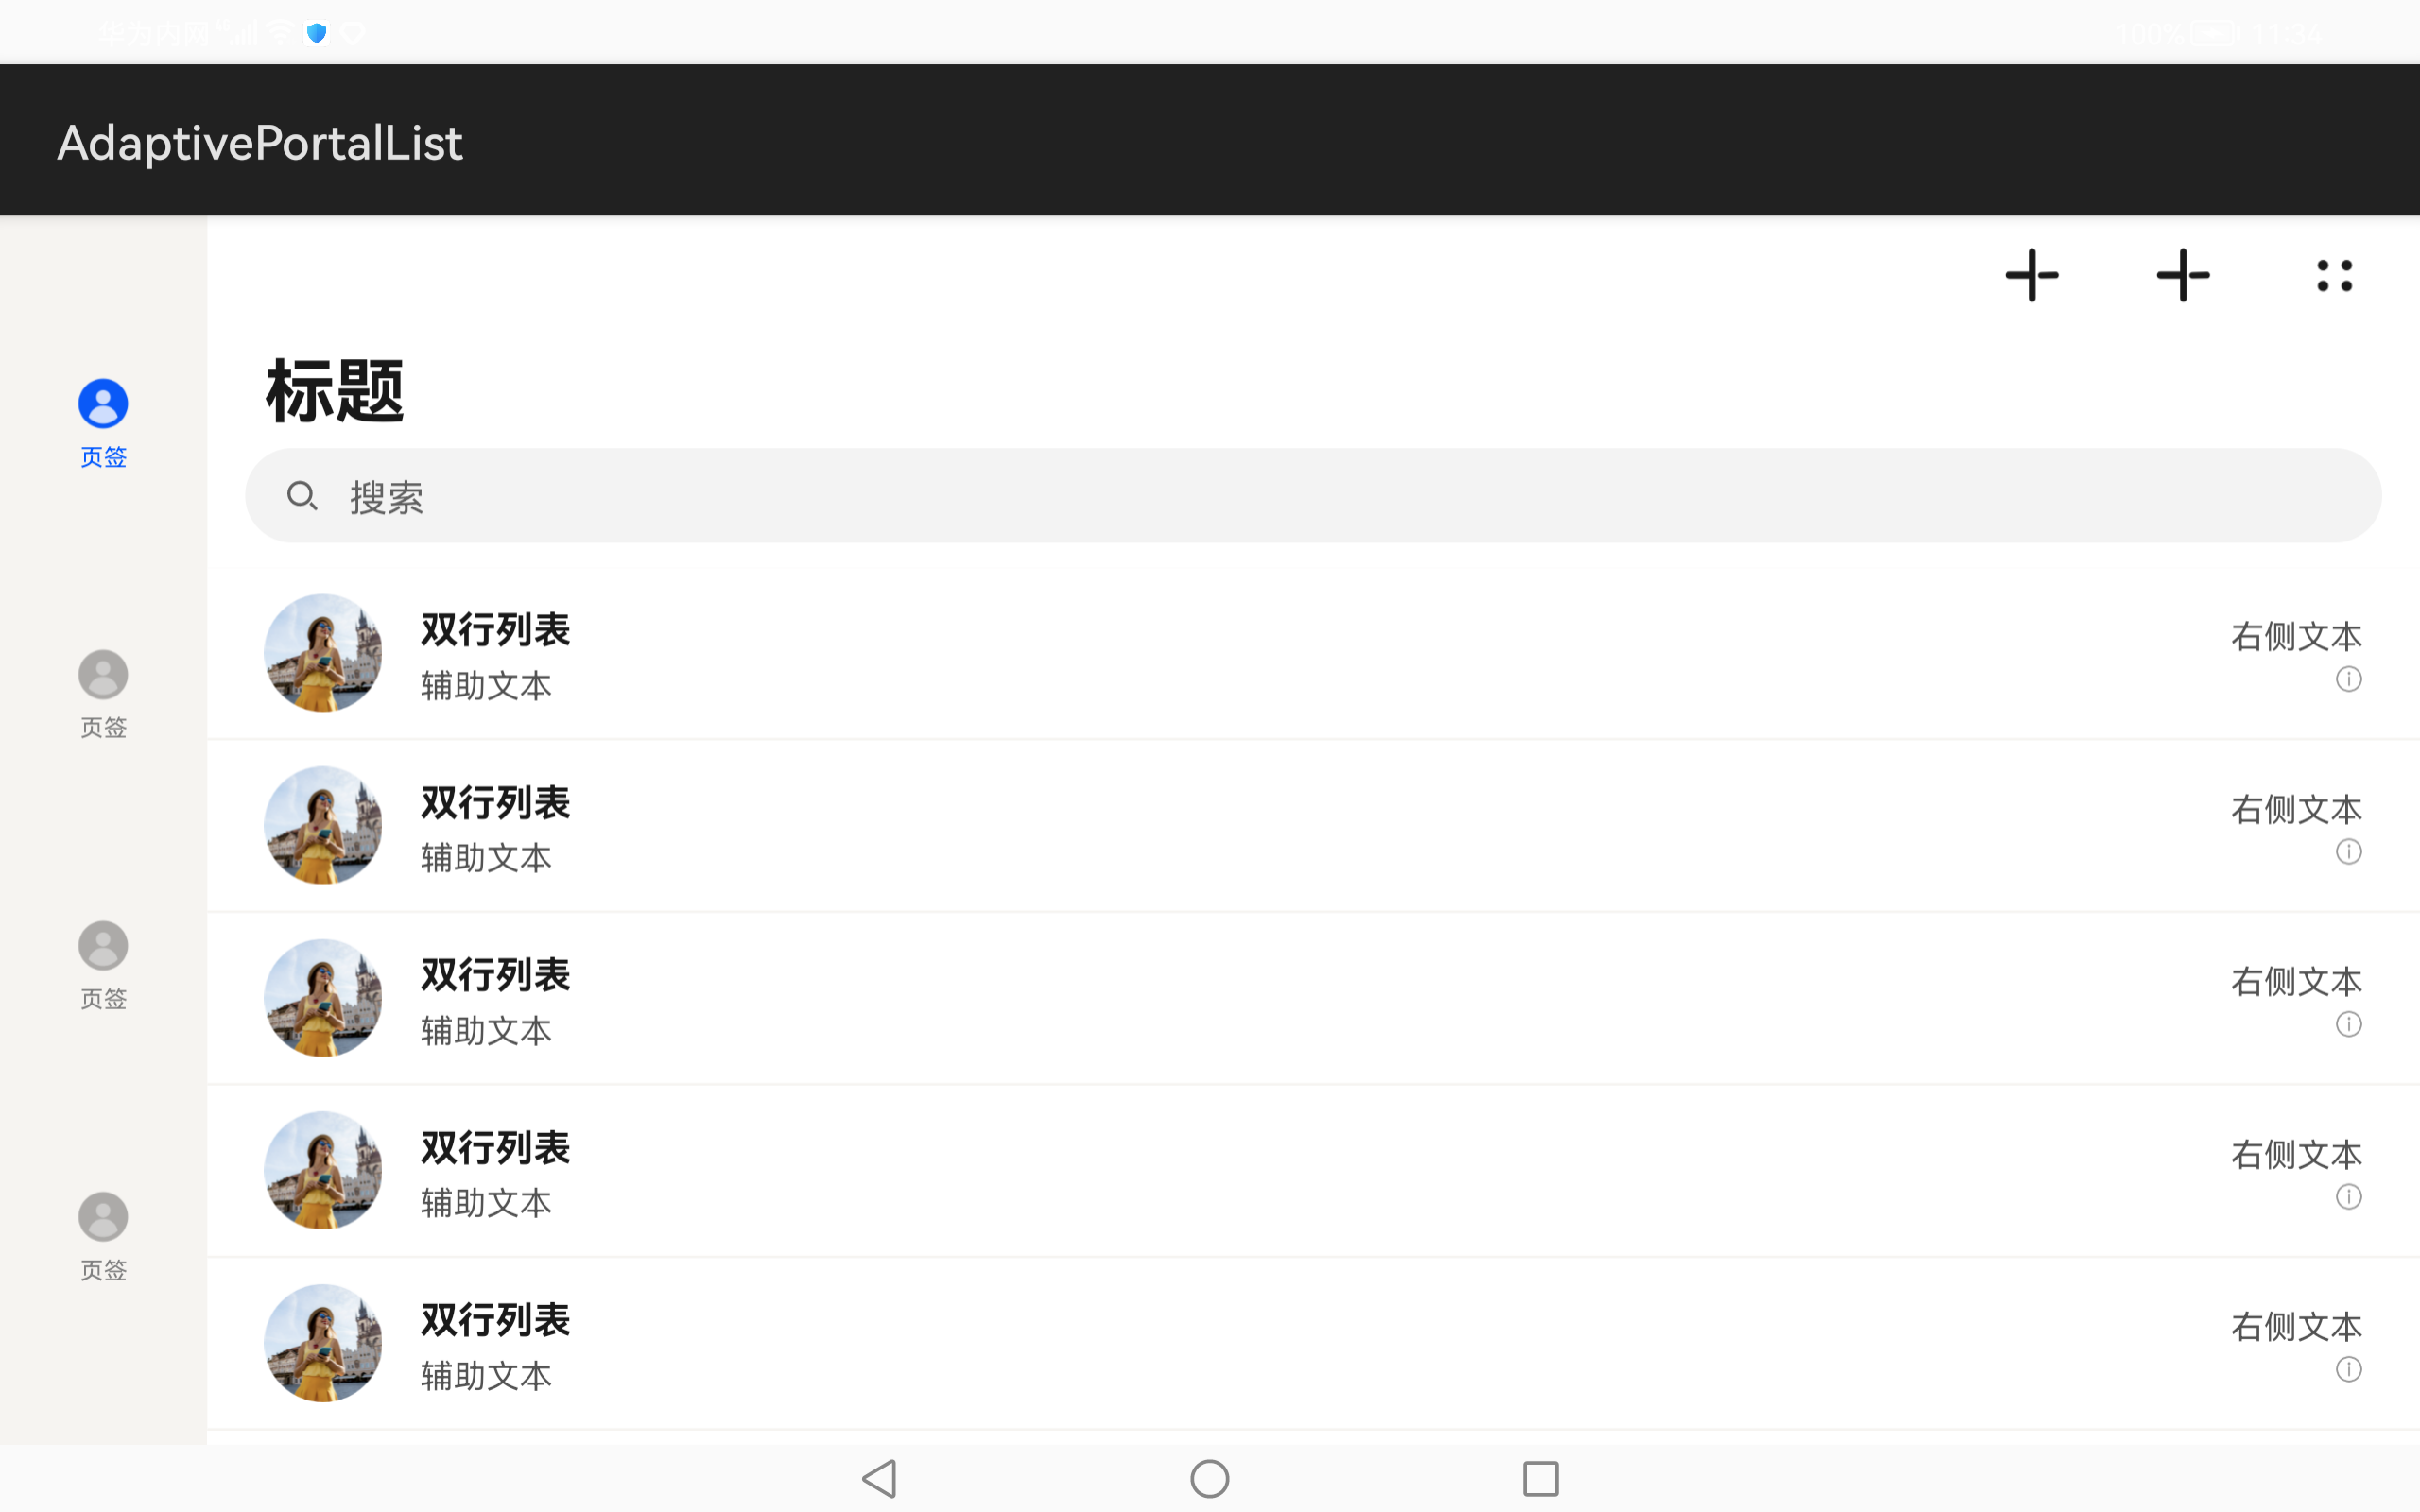 华为内网
100% 11:34
AdaptivePortalList
标题
搜索
页签
页签
页签
页签
双行列表
辅助文本
右侧文本
双行列表
辅助文本
右侧文本
双行列表
辅助文本
右侧文本
双行列表
辅助文本
右侧文本
双行列表
辅助文本
右侧文本